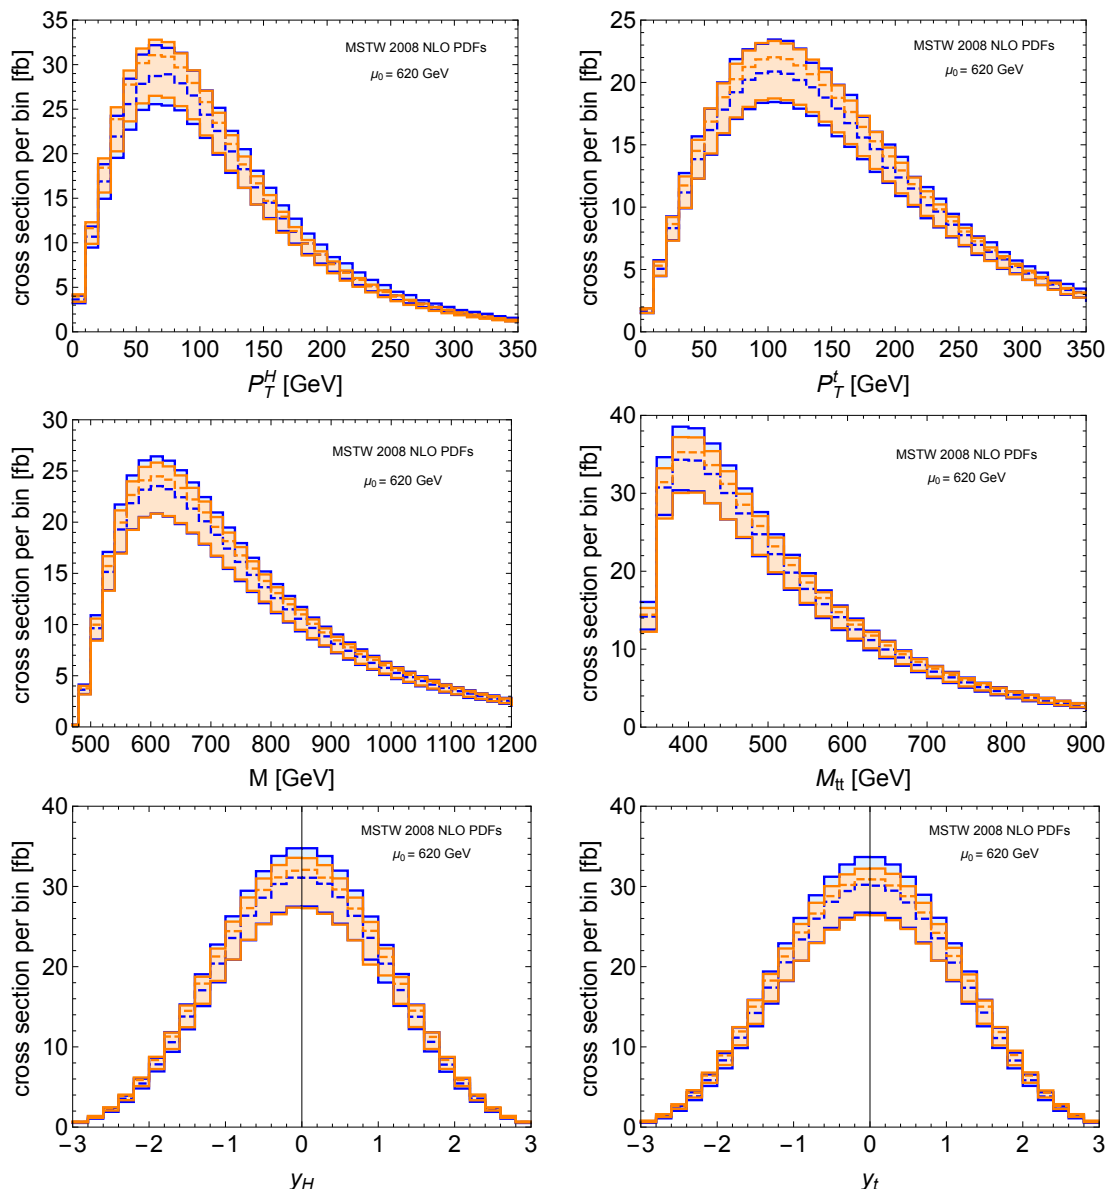 cross section per bin [fb]
35
30
25
20
15
10
5
0
MSTW 2008 NLO PDFs
μ₀ = 620 GeV
0 50 100 150 200 250 300 350
P_T^H [GeV]
cross section per bin [fb]
25
20
15
10
5
0
MSTW 2008 NLO PDFs
μ₀ = 620 GeV
0 50 100 150 200 250 300 350
P_T^t [GeV]
cross section per bin [fb]
30
25
20
15
10
5
0
MSTW 2008 NLO PDFs
μ₀ = 620 GeV
500 600 700 800 900 1000 1100 1200
M [GeV]
cross section per bin [fb]
40
30
20
10
0
MSTW 2008 NLO PDFs
μ₀ = 620 GeV
400 500 600 700 800 900
M_tt [GeV]
cross section per bin [fb]
40
30
20
10
0
MSTW 2008 NLO PDFs
μ₀ = 620 GeV
−3 −2 −1 0 1 2 3
y_H
cross section per bin [fb]
40
30
20
10
0
MSTW 2008 NLO PDFs
μ₀ = 620 GeV
−3 −2 −1 0 1 2 3
y_t